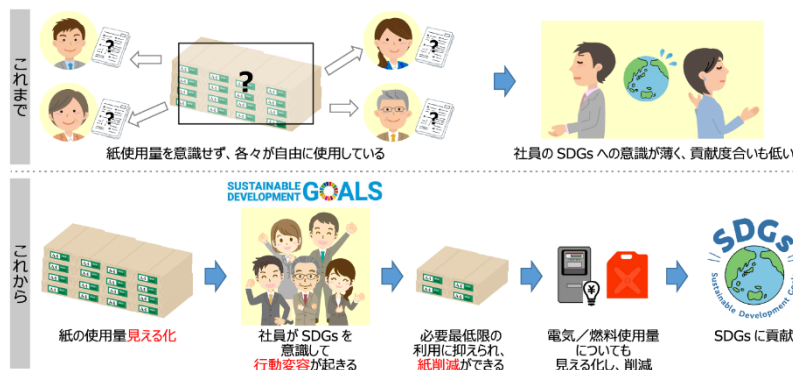 これまで
?
?
?
?
?
紙使用量を意識せず、各々が自由に使用している
社員の SDGs への意識が薄く、貢献度合いも低い
これから
SUSTAINABLE
DEVELOPMENT
GOALS
紙の使用量見える化
社員が SDGs を
意識して
行動変容が起きる
必要最低限の
利用に抑えられ、
紙削減ができる
¥
電気／燃料使用量
についても
見える化し、削減
SDGs
Sustainable Development
SDGs に貢献